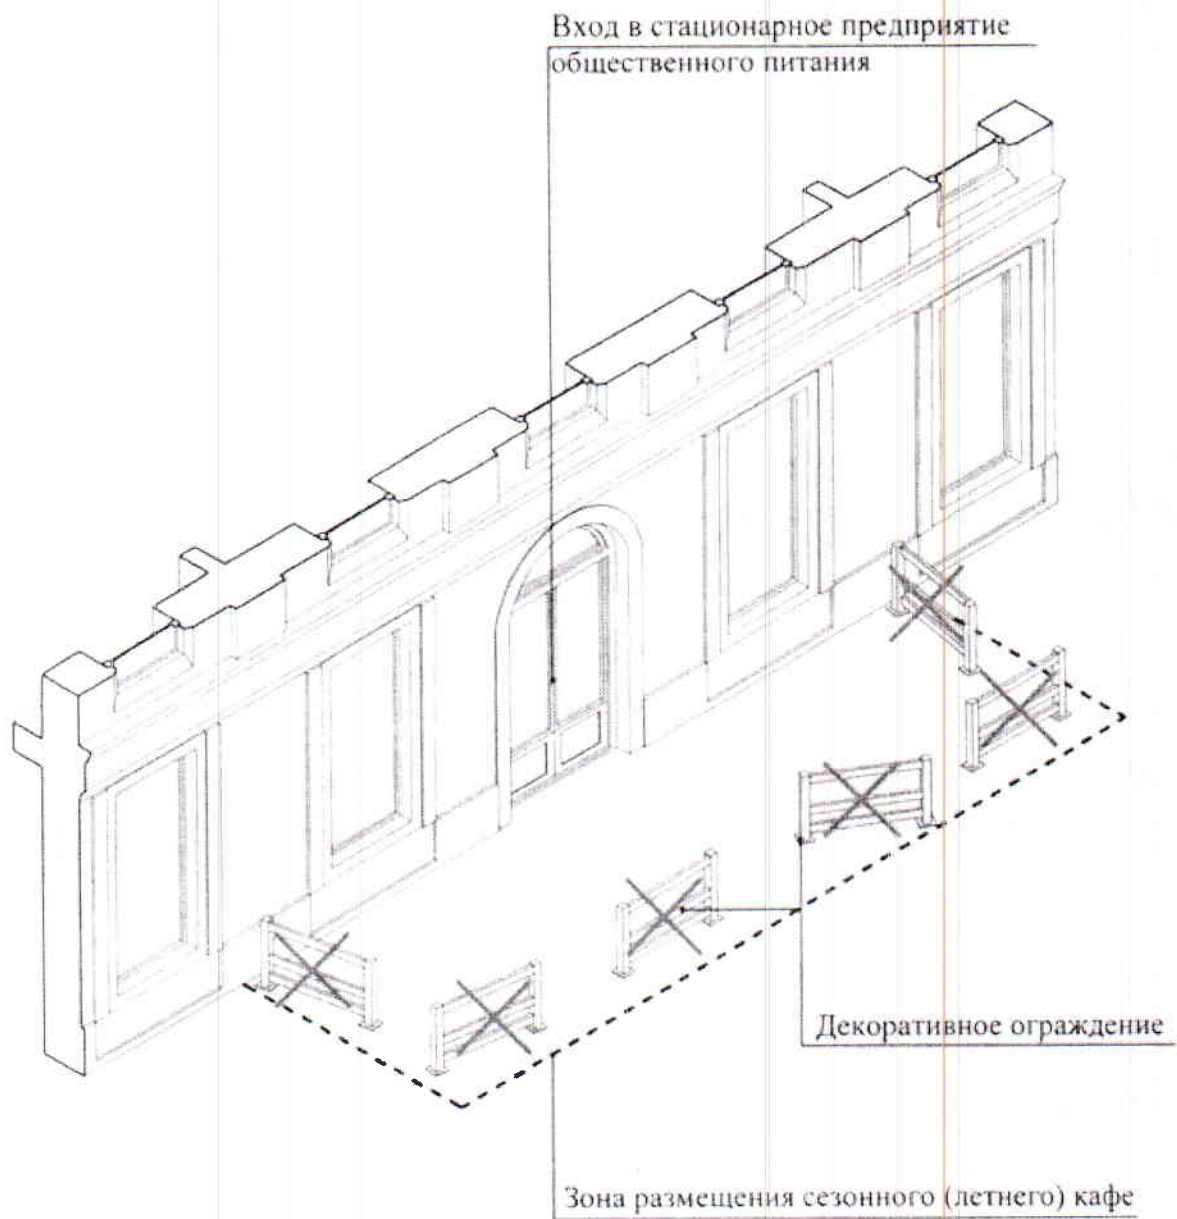 Вход в стационарное предприятие
общественного питания
Декоративное ограждение
Зона размещения сезонного (летнего) кафе